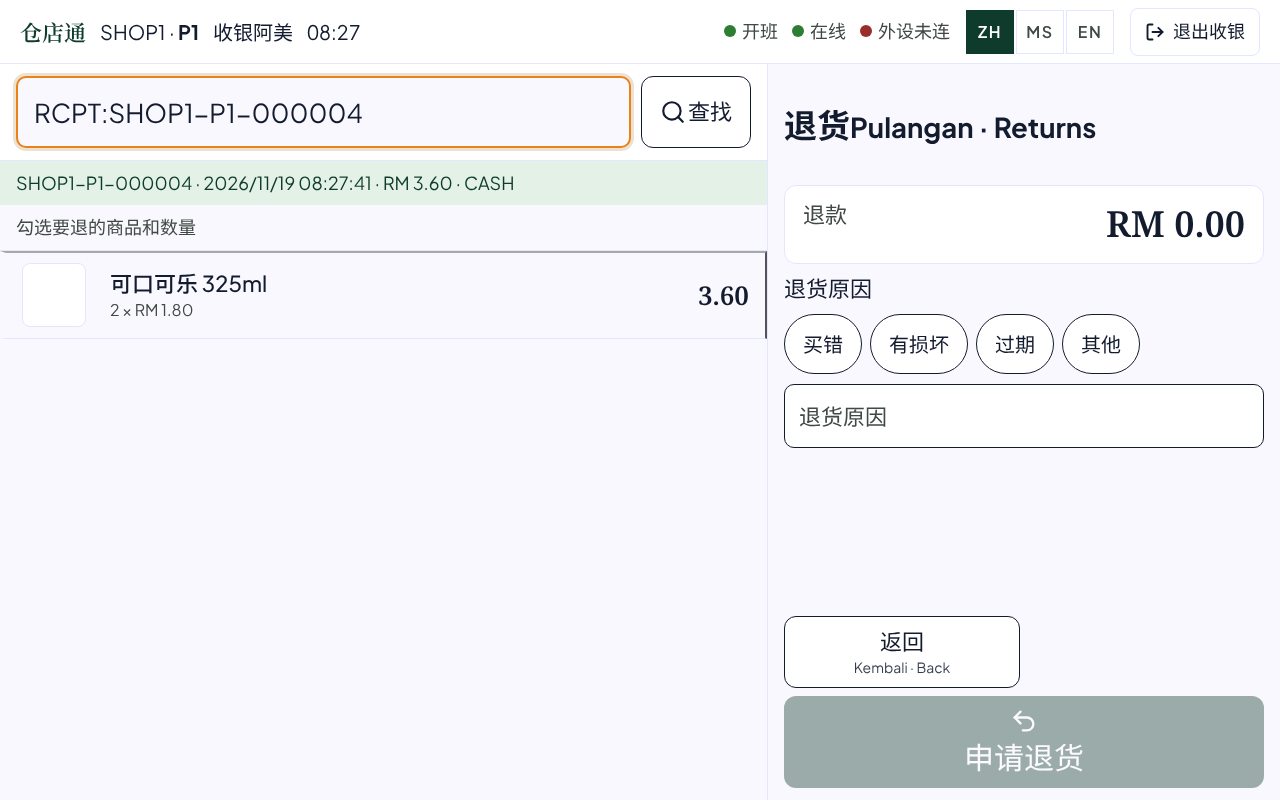 仓店通 SHOP1 · P1 收银阿美 08:27
开班 在线 外设未连 ZH MS EN 退出收银
RCPT:SHOP1-P1-000004 查找
SHOP1-P1-000004 · 2026/11/19 08:27:41 · RM 3.60 · CASH
勾选要退的商品和数量
可口可乐 325ml
2 × RM 1.80
3.60
退货Pulangan · Returns
退款 RM 0.00
退货原因
买错 有损坏 过期 其他
退货原因
返回
Kembali · Back
申请退货